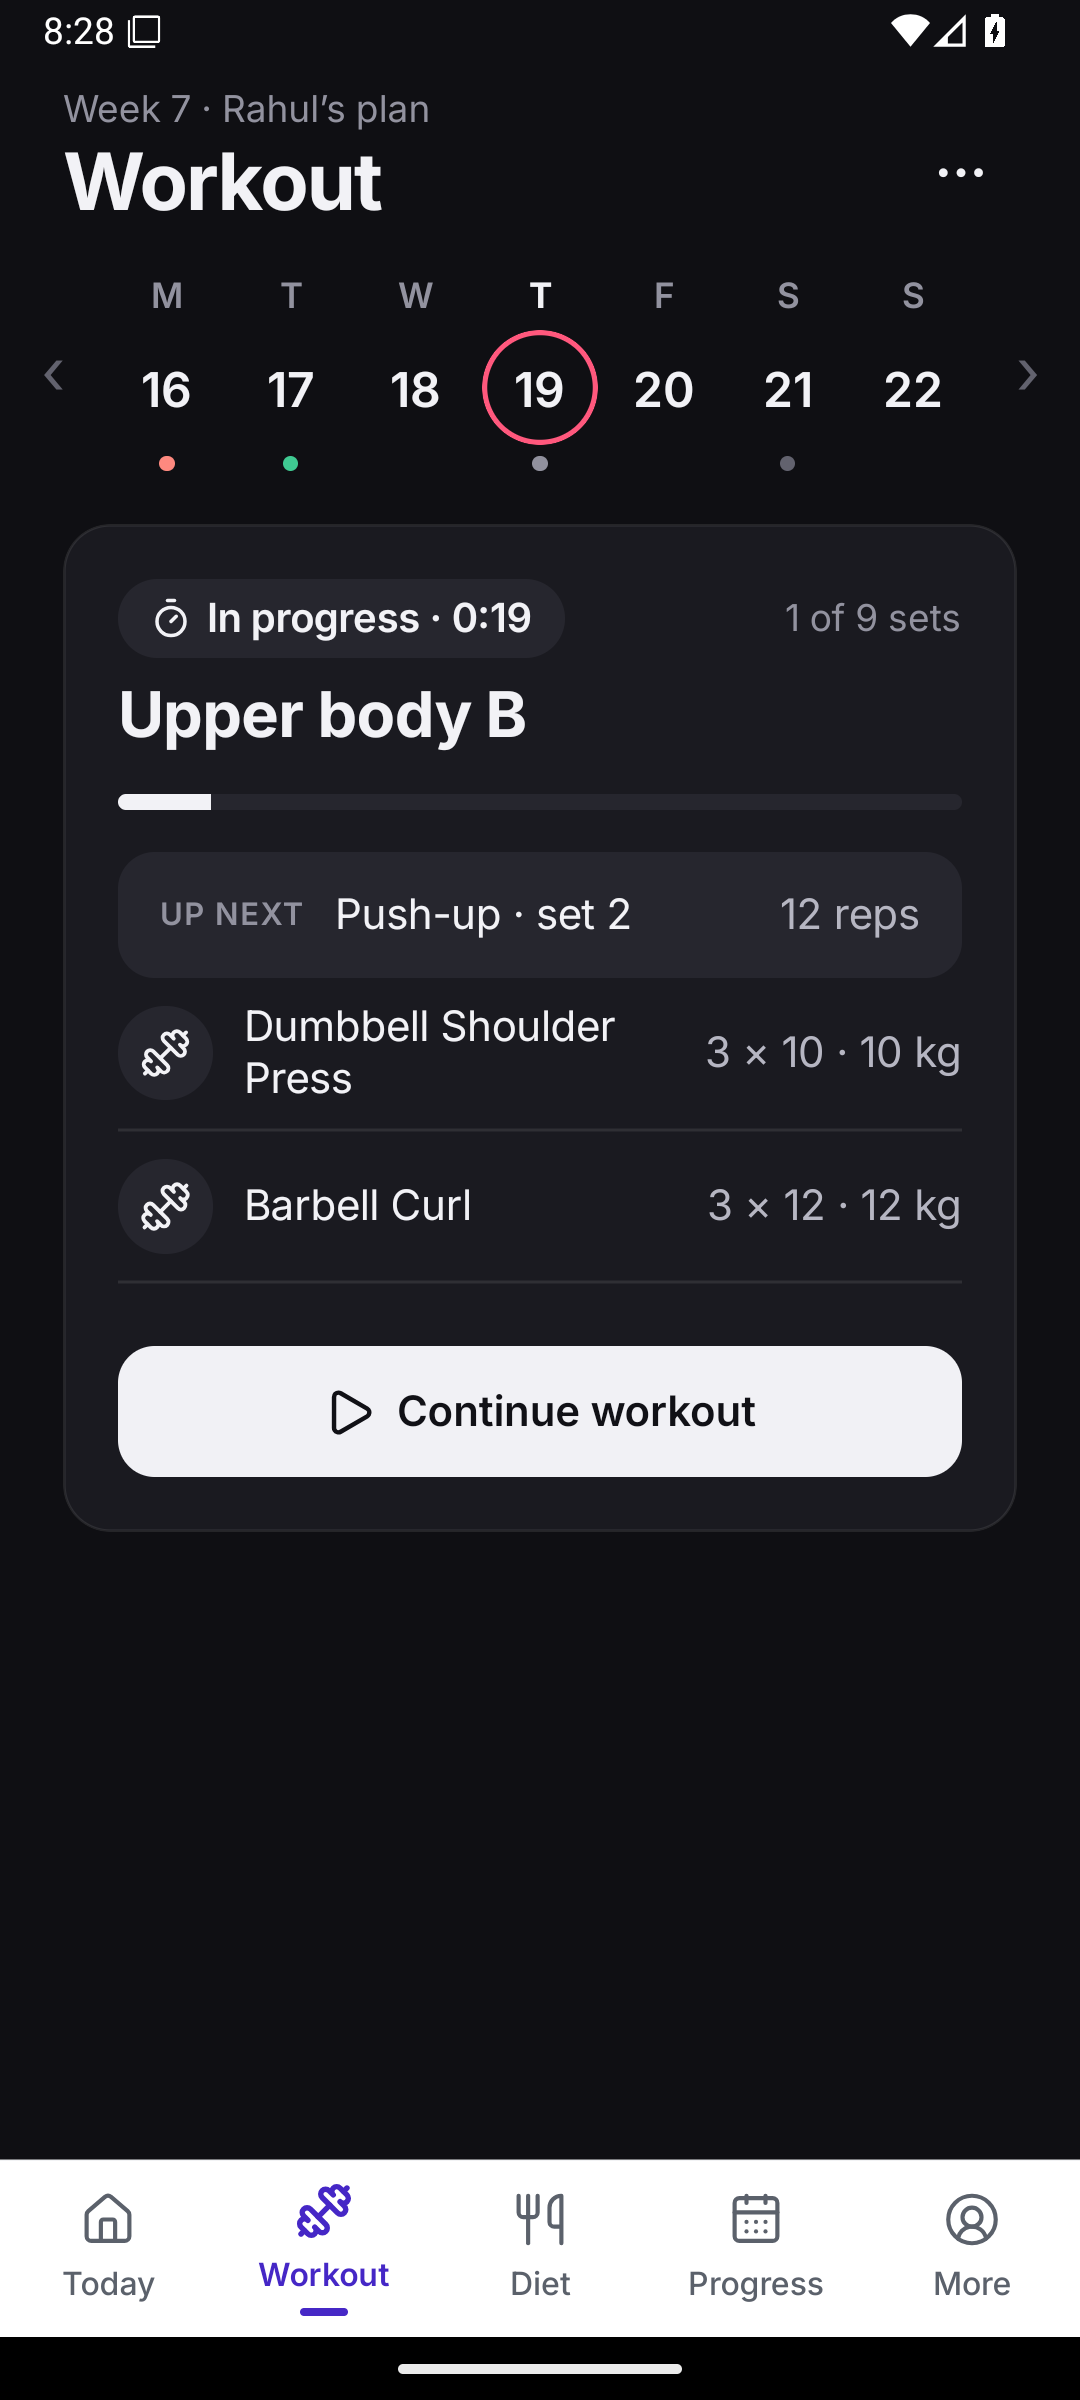 8:28
Week 7 · Rahul’s plan
Workout
M T W T F S S
16 17 18 19 20 21 22
In progress · 0:19
1 of 9 sets
Upper body B
UP NEXT Push-up · set 2 12 reps
Dumbbell Shoulder
Press
3 × 10 · 10 kg
Barbell Curl 3 × 12 · 12 kg
Continue workout
Today Workout Diet Progress More